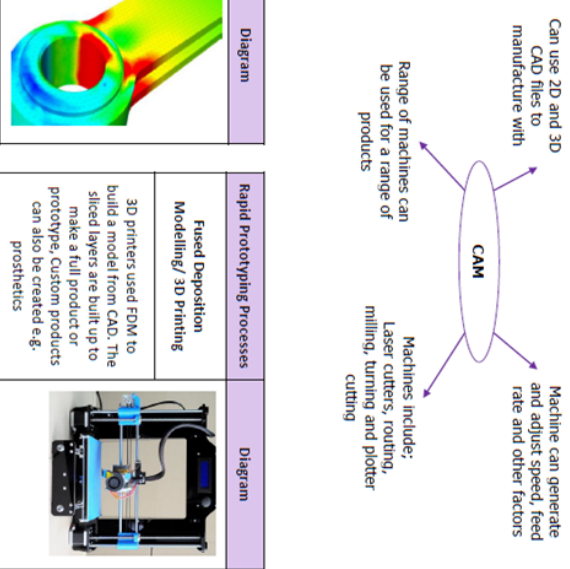 Can use 2D and 3D
CAD files to
manufacture with
Machine can generate
and adjust speed, feed
rate and other factors
CAM
Range of machines can
be used for a range of
products
Machines include;
Laser cutters, routing,
milling, turning and plotter
cutting
Diagram
Rapid Prototyping Processes
Diagram
Fused Deposition
Modelling/ 3D Printing
3D printers used FDM to
build a model from CAD. The
sliced layers are built up to
make a full product or
prototype, Custom products
can also be created e.g.
prosthetics